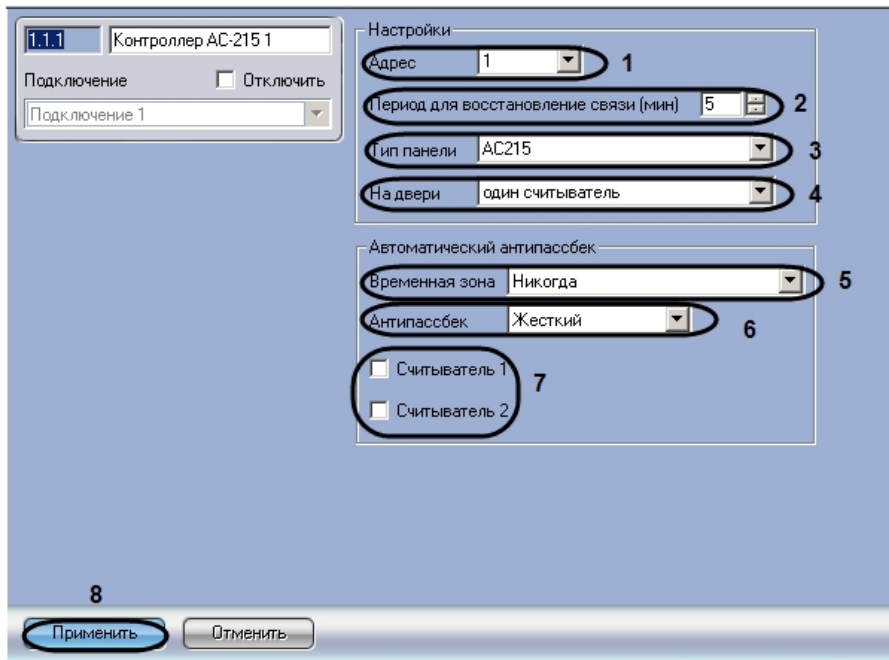 1.1.1 Контроллер AC-215 1
Подключение Отключить
Подключение 1
Настройки
Адрес 1 1
Период для восстановление связи (мин) 5 2
Тип панели AC215 3
На двери один считыватель 4
Автоматический антипассбек
Временная зона Никогда 5
Антипассбек Жесткий 6
Считыватель 1
7
Считыватель 2
8
Применить Отменить